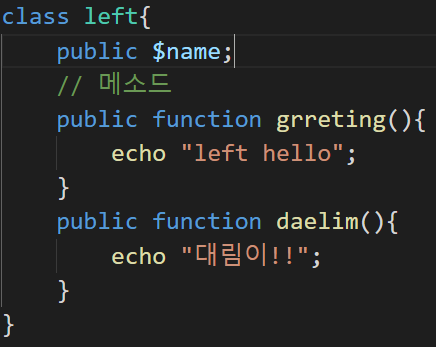 class left{
    public $name;
    // 메소드
    public function grreting(){
        echo "left hello";
    }
    public function daelim(){
        echo "대림이!!";
    }
}